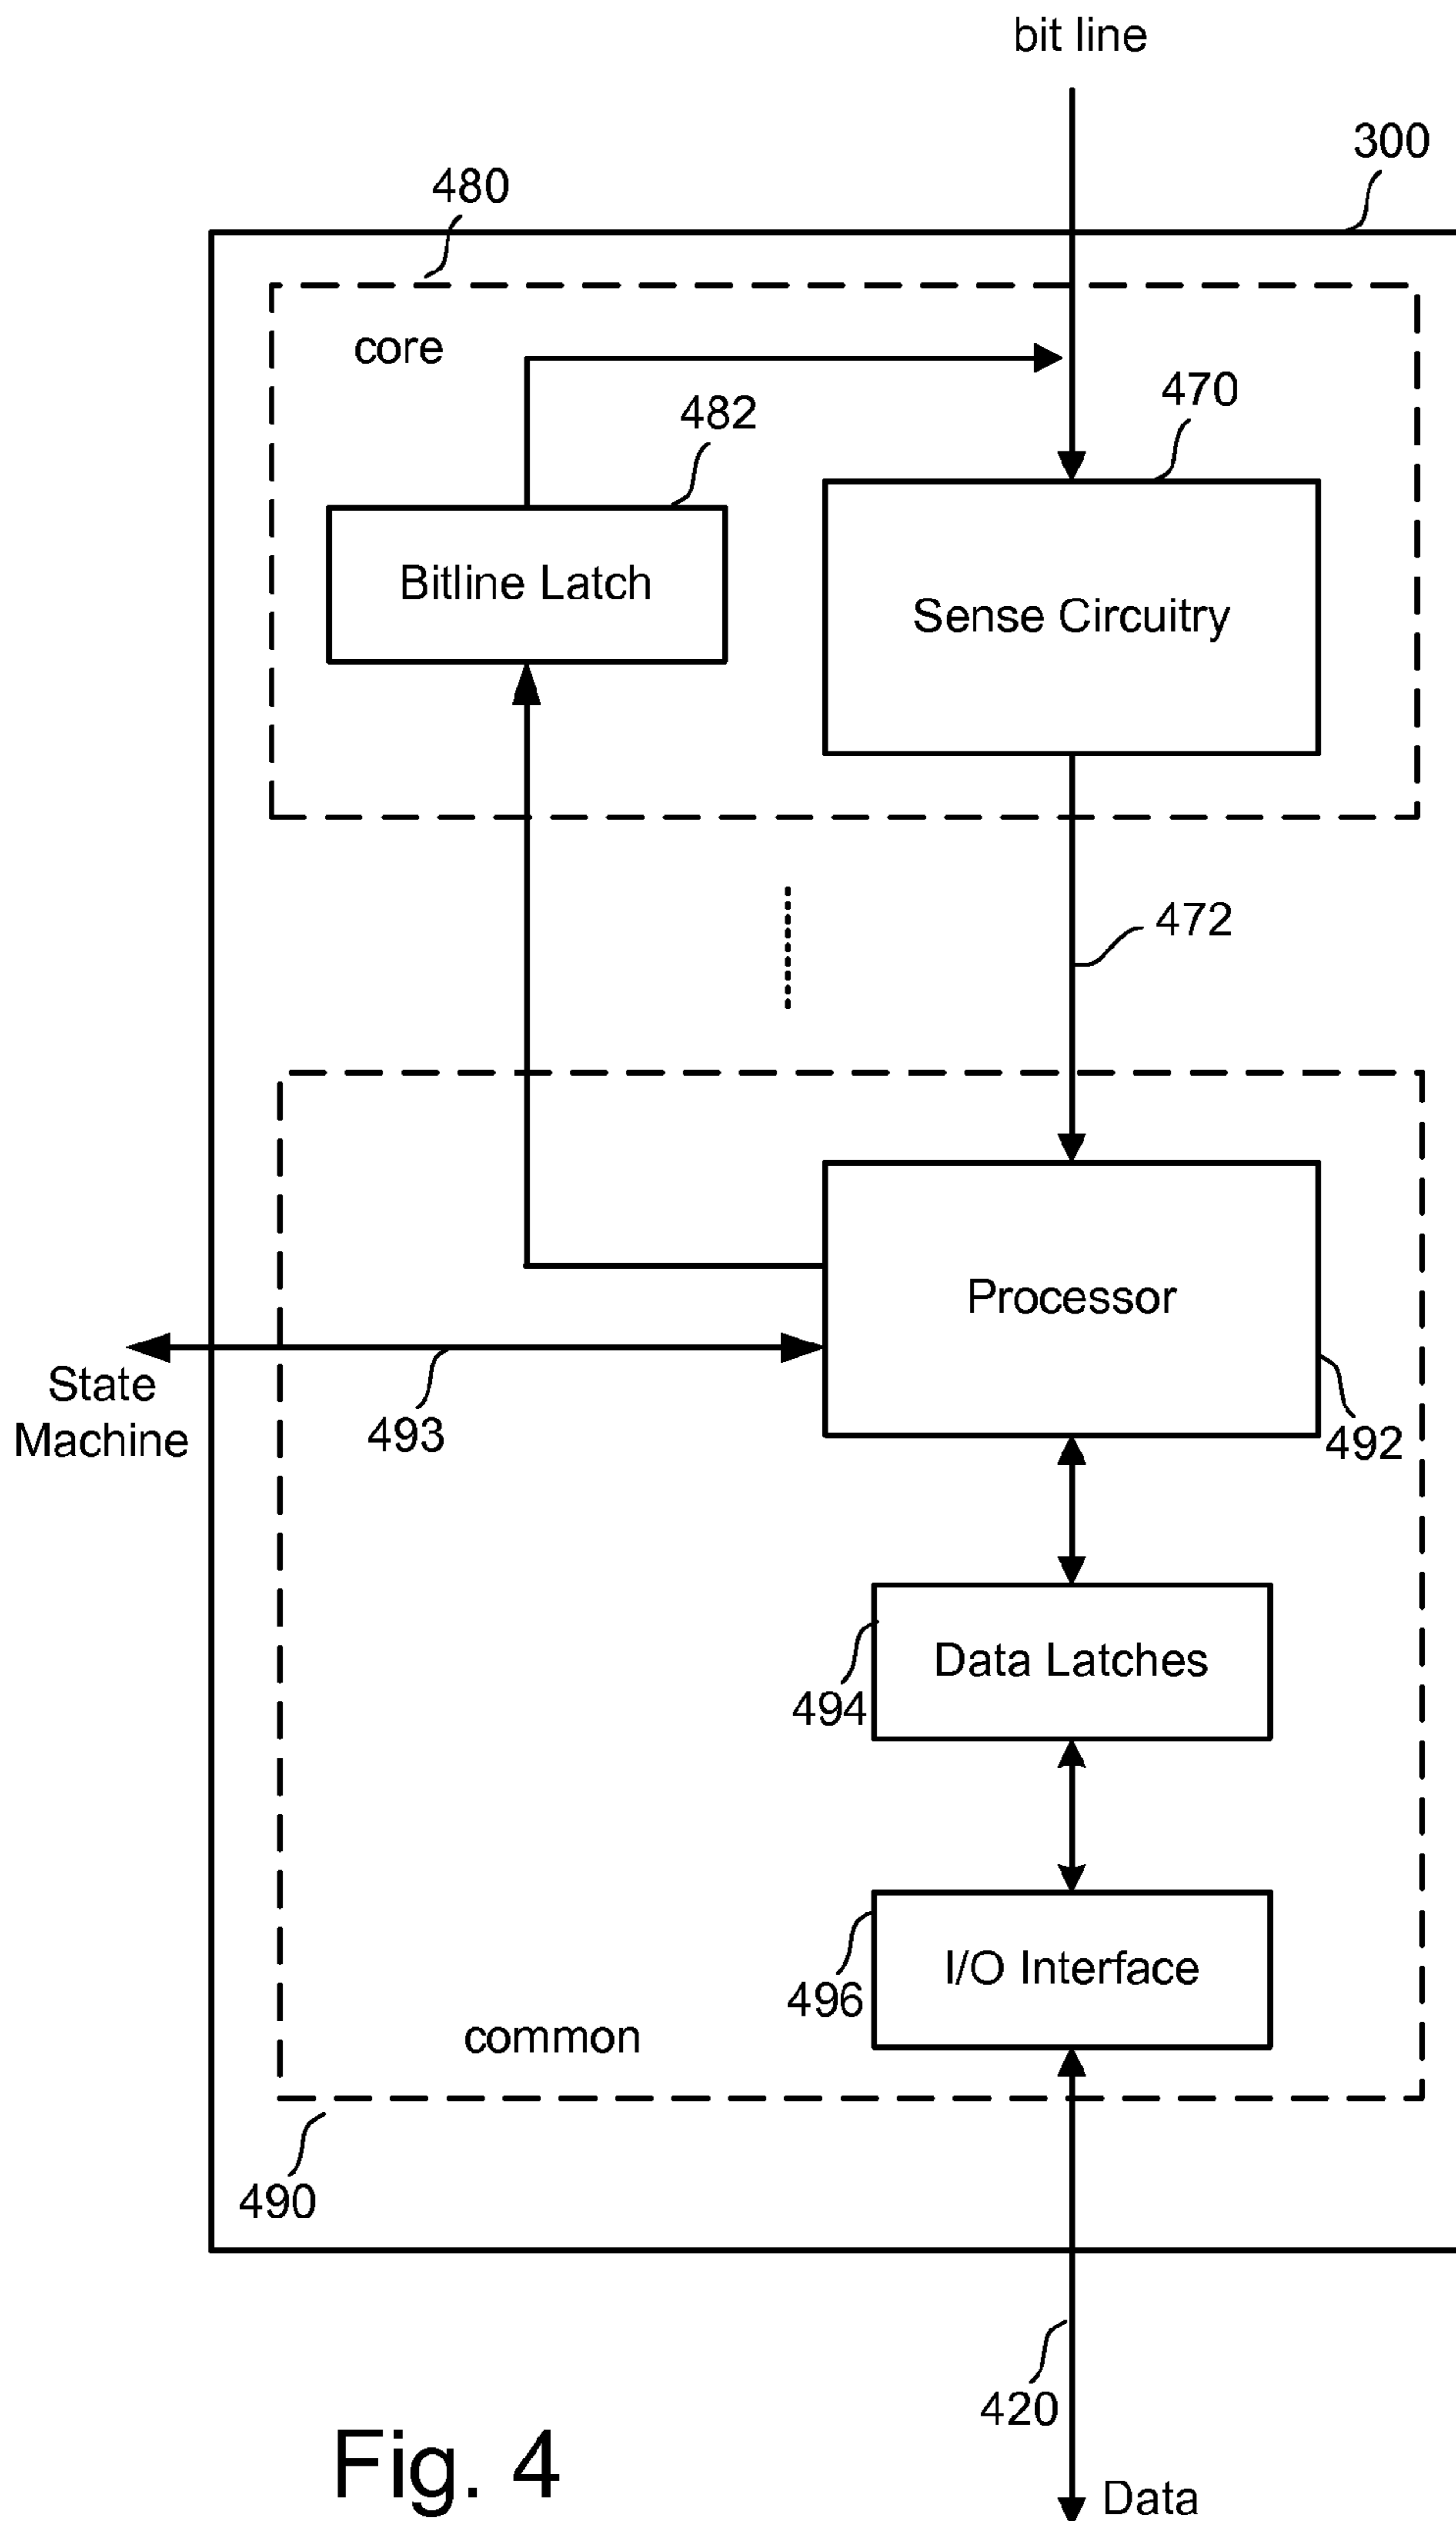 bit line
300
480
core
470
482
Bitline Latch
Sense Circuitry
472
Processor
State
Machine
493
492
Data Latches
494
I/O Interface
496
common
490
420
Fig. 4
Data